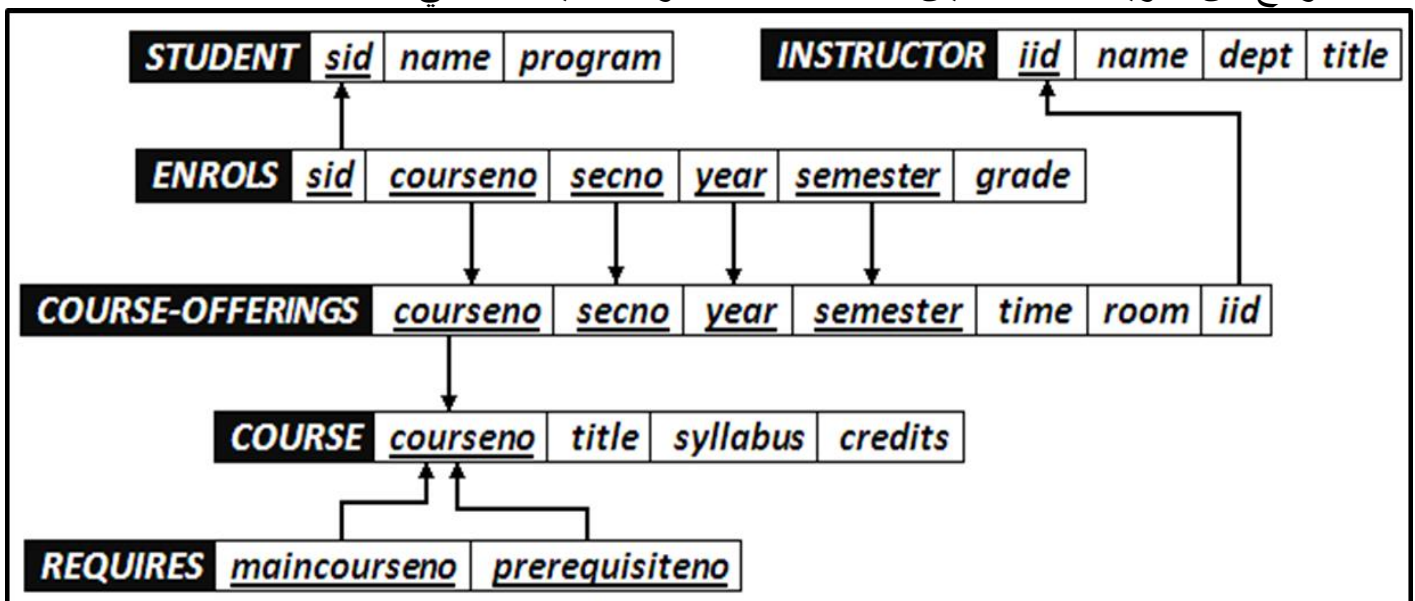 STUDENT sid name program
INSTRUCTOR iid name dept title
ENROLS sid courseno secno year semester grade
COURSE-OFFERINGS courseno secno year semester time room iid
COURSE courseno title syllabus credits
REQUIRES maincourseno prerequisiteno